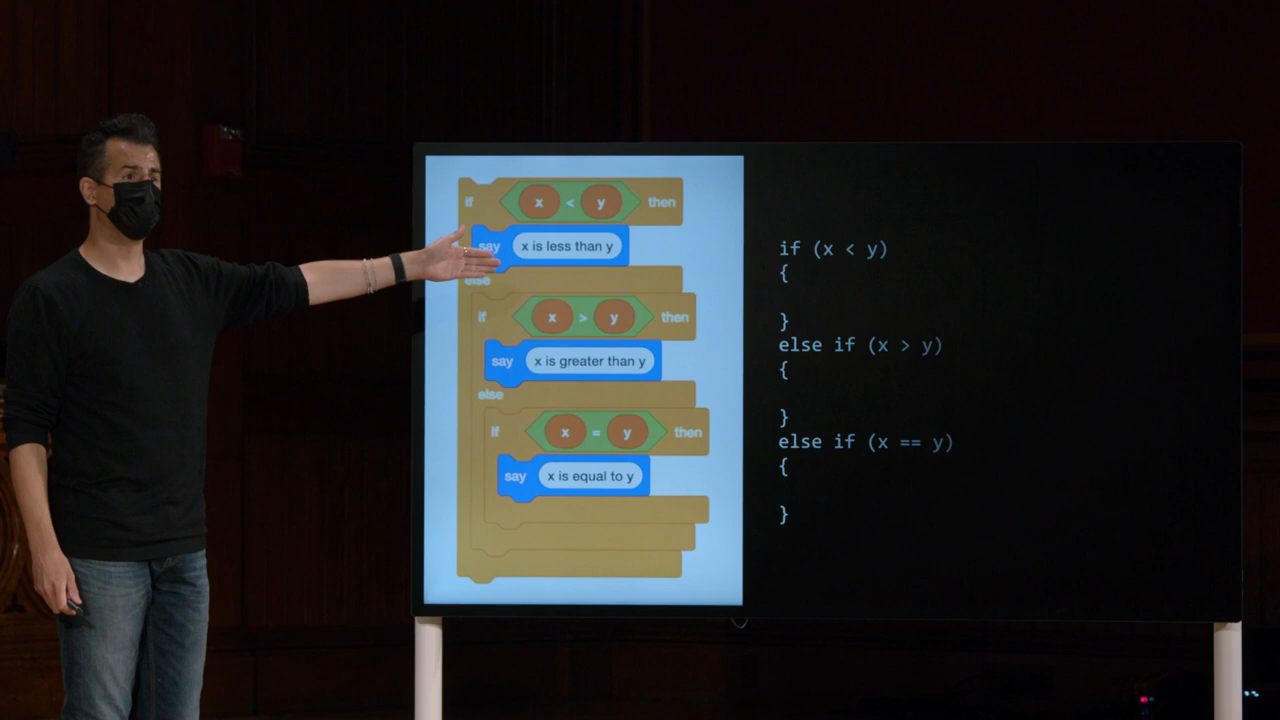 if x < y then
say x is less than y
else
if x > y then
say x is greater than y
else
if x = y then
say x is equal to y
if (x < y)
{
}
else if (x > y)
{
}
else if (x == y)
{
}